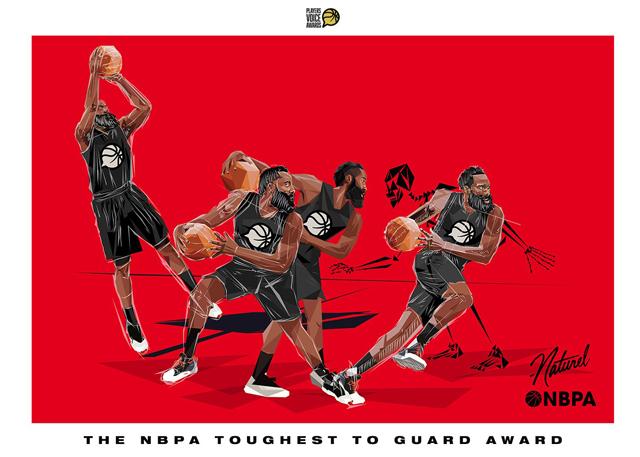 PLAYERS
VOICE
AWARDS
Naturel
NBPA
THE NBPA TOUGHEST TO GUARD AWARD